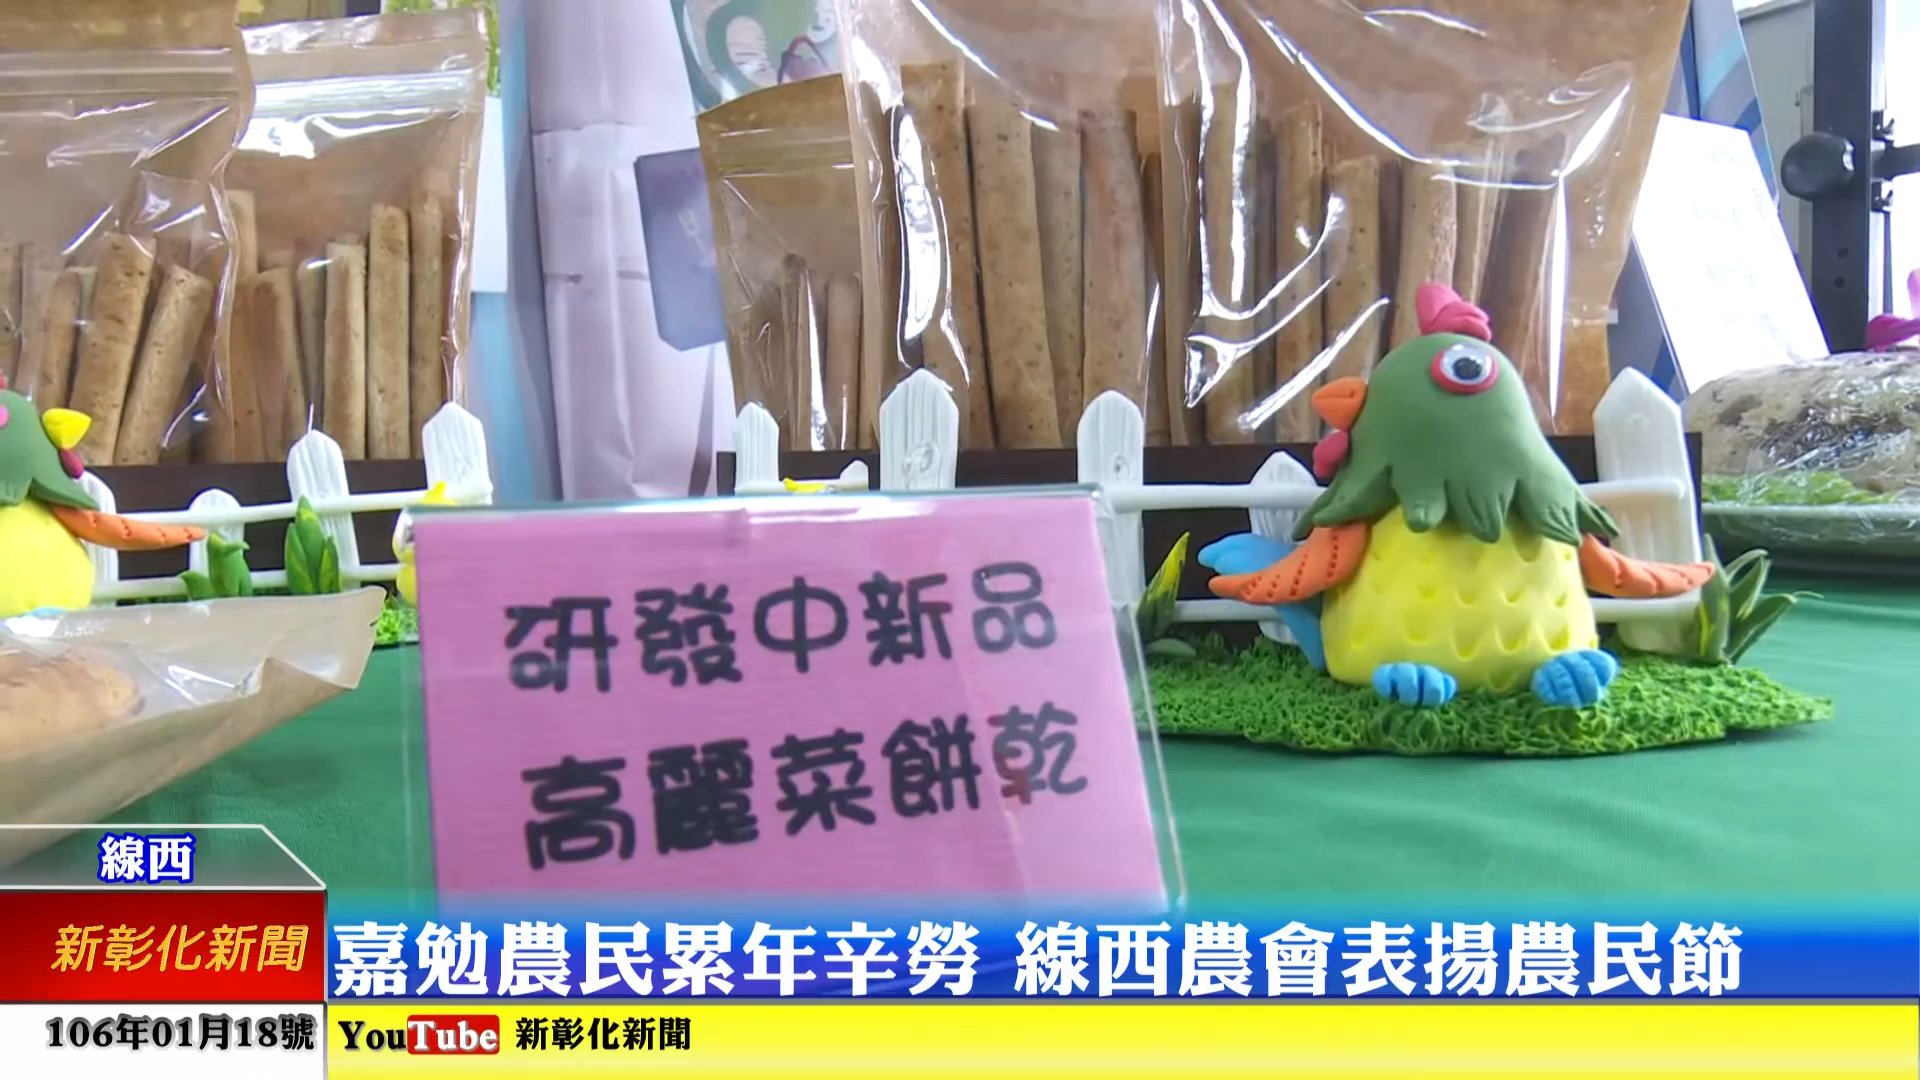 研發中新品
高麗菜餅乾
線西
新彰化新聞
嘉勉農民累年辛勞 線西農會表揚農民節
106年01月18號
YouTube 新彰化新聞